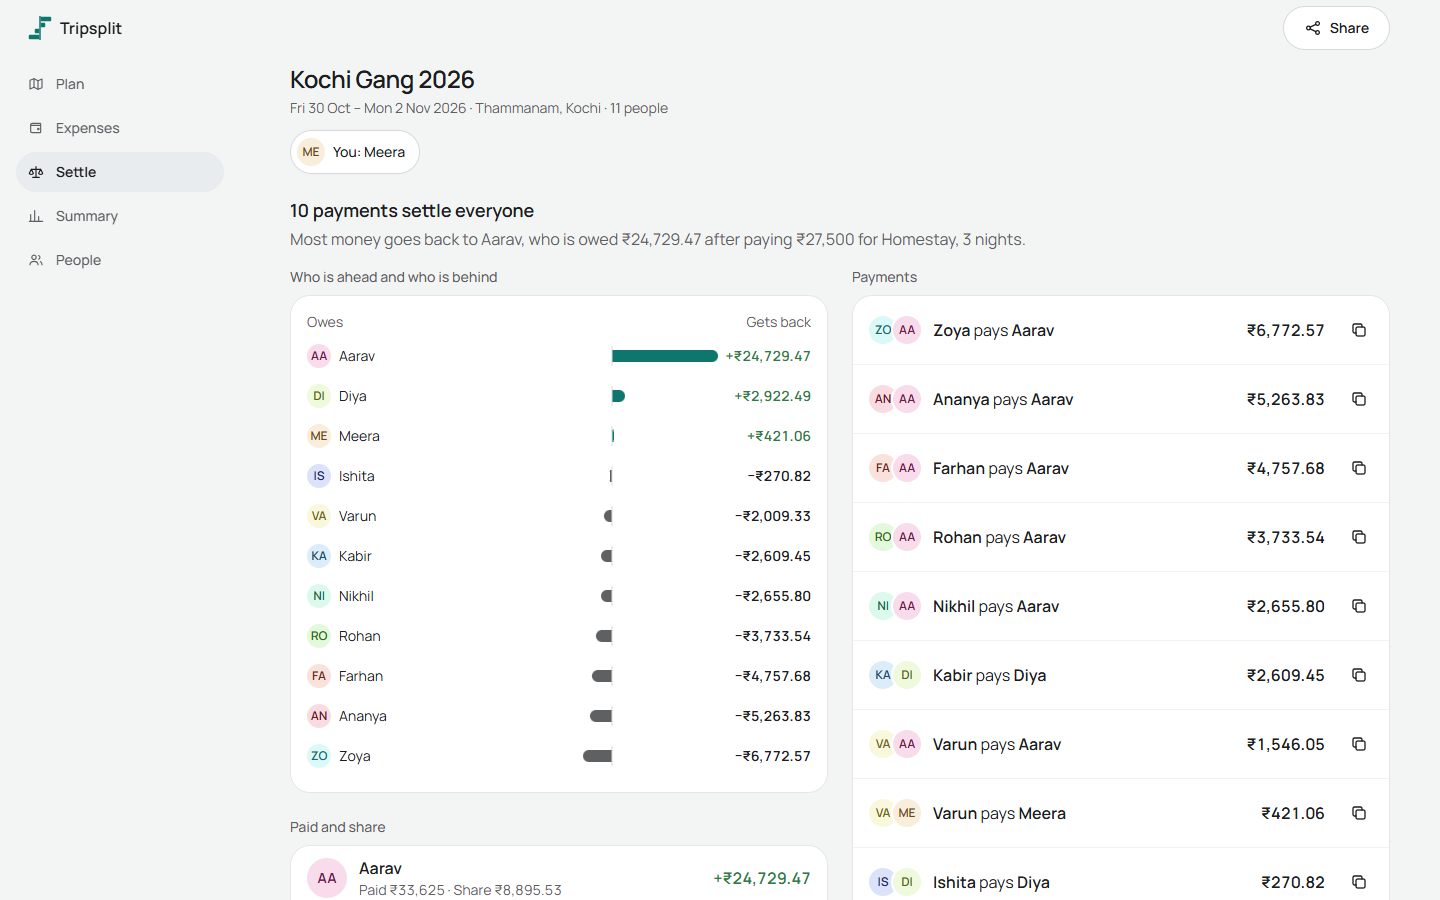 Tripsplit
Share
Plan
Expenses
Settle
Summary
People
Kochi Gang 2026
Fri 30 Oct – Mon 2 Nov 2026 · Thammanam, Kochi · 11 people
ME You: Meera
10 payments settle everyone
Most money goes back to Aarav, who is owed ₹24,729.47 after paying ₹27,500 for Homestay, 3 nights.
Who is ahead and who is behind
Owes Gets back
AA Aarav +₹24,729.47
DI Diya +₹2,922.49
ME Meera +₹421.06
IS Ishita −₹270.82
VA Varun −₹2,009.33
KA Kabir −₹2,609.45
NI Nikhil −₹2,655.80
RO Rohan −₹3,733.54
FA Farhan −₹4,757.68
AN Ananya −₹5,263.83
ZO Zoya −₹6,772.57
Paid and share
AA Aarav +₹24,729.47
Paid ₹33,625 · Share ₹8,895.53
Payments
ZO AA Zoya pays Aarav ₹6,772.57
AN AA Ananya pays Aarav ₹5,263.83
FA AA Farhan pays Aarav ₹4,757.68
RO AA Rohan pays Aarav ₹3,733.54
NI AA Nikhil pays Aarav ₹2,655.80
KA DI Kabir pays Diya ₹2,609.45
VA AA Varun pays Aarav ₹1,546.05
VA ME Varun pays Meera ₹421.06
IS DI Ishita pays Diya ₹270.82